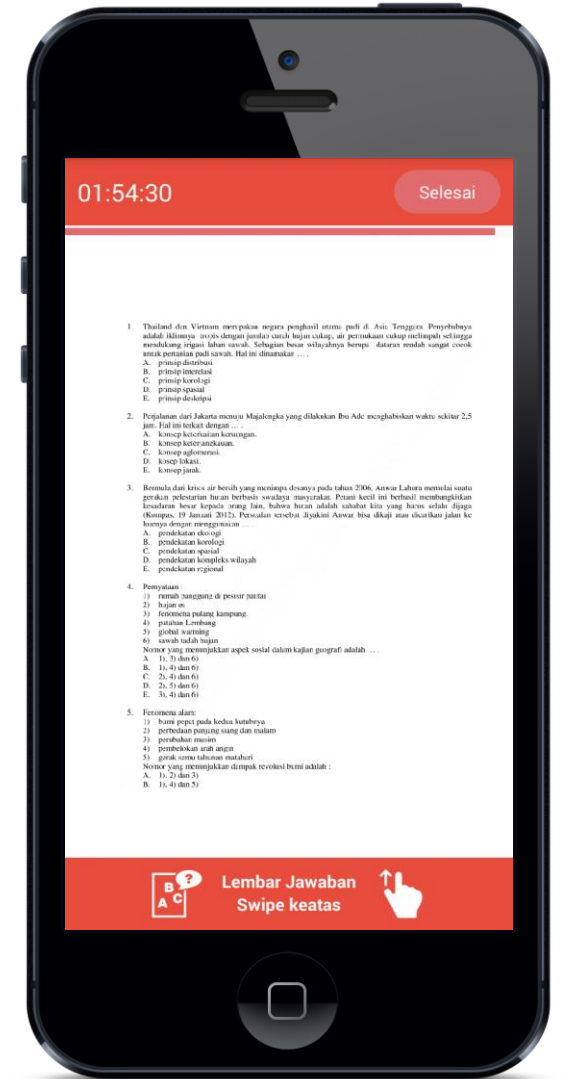 01:54:30
Selesai
1. Thailand dan Vietnam merupakan negara penghasil utama padi di Asia Tenggara. Penyebabnya
adalah iklimnya tropis dengan jumlah curah hujan cukup, air permukaan cukup melimpah sehingga
mendukung irigasi lahan sawah. Sebagian besar wilayahnya berupa dataran rendah sangat cocok
untuk pertanian padi sawah. Hal ini dinamakan ....
A. prinsip distribusi
B. prinsip interelasi
C. prinsip korologi
D. prinsip spasial
E. prinsip deskripsi
2. Perjalanan dari Jakarta menuju Majalengka yang dilakukan Ibu Ade menghabiskan waktu sekitar 2,5
jam. Hal ini terkait dengan ....
A. konsep keterkaitan keruangan.
B. konsep keterjangkauan.
C. konsep aglomerasi.
D. kosep lokasi.
E. konsep jarak.
3. Bermula dari krisis air bersih yang menimpa desanya pada tahun 2006, Anwar Lahora memulai suatu
gerakan pelestarian hutan berbasis swadaya masyarakat. Petani kecil ini berhasil membangkitkan
kesadaran besar kepada orang lain, bahwa hutan adalah sahabat kita yang harus selalu dijaga
(Kompas, 19 Januari 2012). Persoalan tersebut diyakini Anwar bisa dikaji atau dicarikan jalan ke
luarnya dengan menggunakan ....
A. pendekatan ekologi
B. pendekatan korologi
C. pendekatan spasial
D. pendekatan kompleks wilayah
E. pendekatan regional
4. Pernyataan :
1) rumah panggung di pesisir pantai
2) hujan es
3) fenomena pulang kampung.
4) patahan Lembang
5) global warming
6) sawah tadah hujan
Nomor yang menunjukkan aspek sosial dalam kajian geografi adalah ....
A. 1), 3) dan 6)
B. 1), 4) dan 6)
C. 2), 4) dan 6)
D. 2), 5) dan 6)
E. 3), 4) dan 6)
5. Fenomena alam:
1) bumi pepet pada kedua kutubnya
2) perbedaan panjang siang dan malam
3) perubahan musim
4) pembelokan arah angin
5) gerak semu tahunan matahari
Nomor yang menunjukkan dampak revolusi bumi adalah :
A. 1), 2) dan 3)
B. 1), 4) dan 5)
B ?
A C
Lembar Jawaban
Swipe keatas